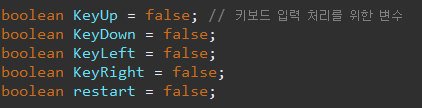 boolean KeyUp = false; // 키보드 입력 처리를 위한 변수
boolean KeyDown = false;
boolean KeyLeft = false;
boolean KeyRight = false;
boolean restart = false;